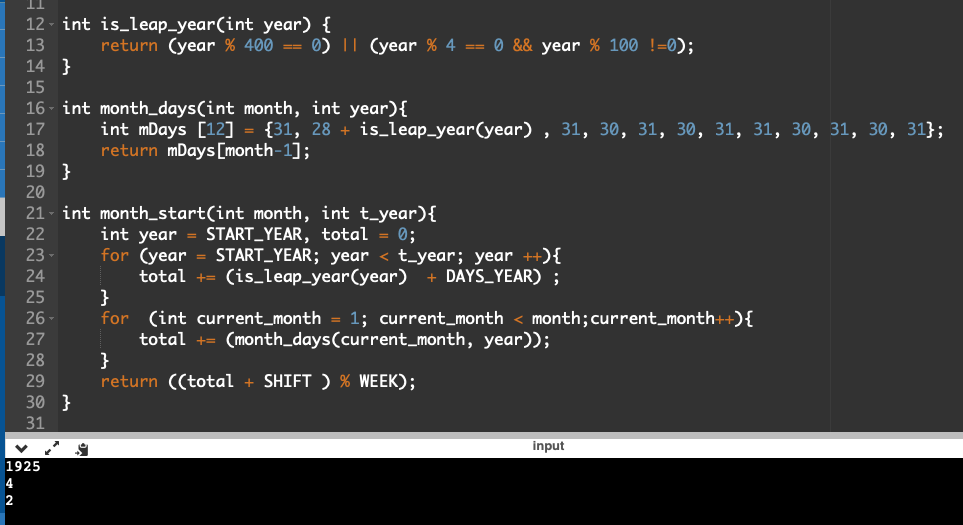 11
12 int is_leap_year(int year) {
13     return (year % 400 == 0) || (year % 4 == 0 && year % 100 !=0);
14 }
15
16 int month_days(int month, int year){
17     int mDays [12] = {31, 28 + is_leap_year(year) , 31, 30, 31, 30, 31, 31, 30, 31, 30, 31};
18     return mDays[month-1];
19 }
20
21 int month_start(int month, int t_year){
22     int year = START_YEAR, total = 0;
23     for (year = START_YEAR; year < t_year; year ++){
24         total += (is_leap_year(year)  + DAYS_YEAR) ;
25     }
26     for  (int current_month = 1; current_month < month;current_month++){
27         total += (month_days(current_month, year));
28     }
29     return ((total + SHIFT ) % WEEK);
30 }
31
input
1925
4
2